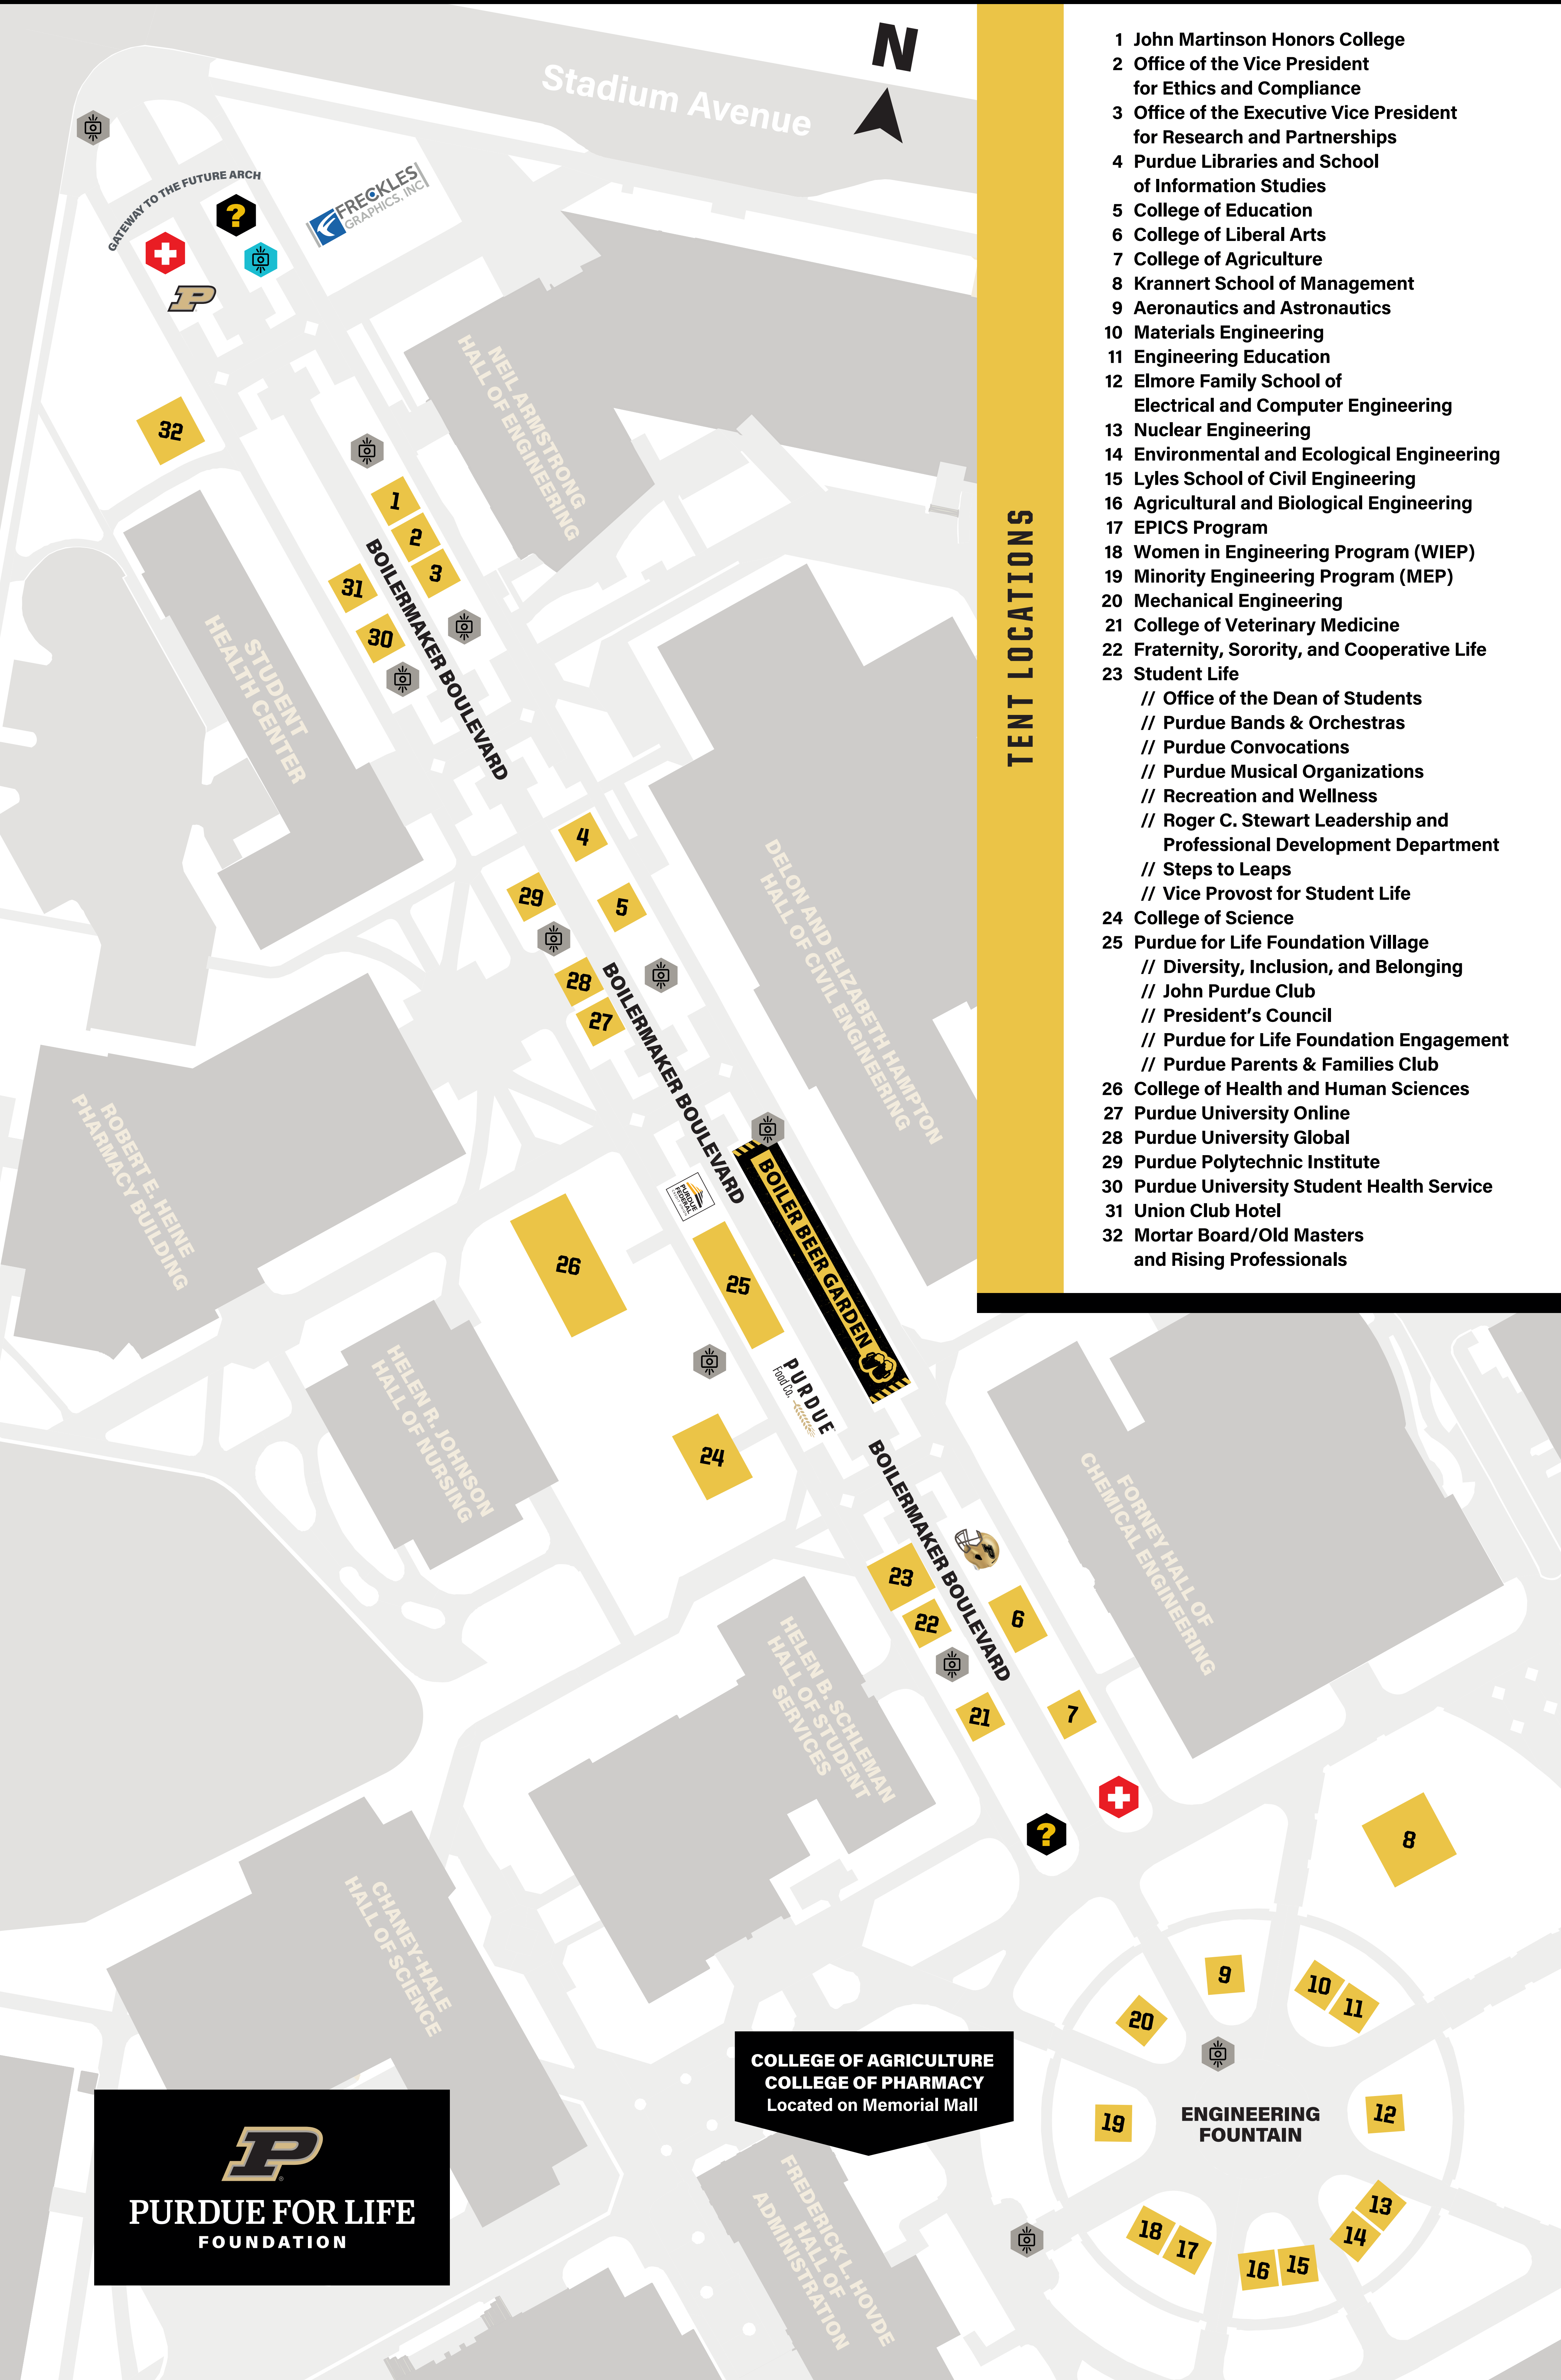 Stadium Avenue
N
GATEWAY TO THE FUTURE ARCH
?
FRECKLES
GRAPHICS, INC
P
NEIL ARMSTRONG
HALL OF ENGINEERING
32
1
2
3
31
30
BOILERMAKER BOULEVARD
STUDENT
HEALTH CENTER
4
29
5
28
27
BOILERMAKER BOULEVARD
DELON AND ELIZABETH HAMPTON
HALL OF CIVIL ENGINEERING
ROBERT E. HEINE
PHARMACY BUILDING
PURDUE
FEDERAL
BOILER BEER GARDEN
26
25
HELEN R. JOHNSON
HALL OF NURSING
PURDUE
Food Co.
24
BOILERMAKER BOULEVARD
FORNEY HALL OF
CHEMICAL ENGINEERING
23
22
6
21
7
HELEN B. SCHLEMAN
HALL OF STUDENT
SERVICES
?
8
CHANEY-HALE
HALL OF SCIENCE
9
10
11
20
19
12
ENGINEERING
FOUNTAIN
13
14
18
17
16
15
COLLEGE OF AGRICULTURE
COLLEGE OF PHARMACY
Located on Memorial Mall
FREDERICK L. HOVDE
HALL OF
ADMINISTRATION
P
PURDUE FOR LIFE
FOUNDATION
TENT LOCATIONS
1 John Martinson Honors College
2 Office of the Vice President
for Ethics and Compliance
3 Office of the Executive Vice President
for Research and Partnerships
4 Purdue Libraries and School
of Information Studies
5 College of Education
6 College of Liberal Arts
7 College of Agriculture
8 Krannert School of Management
9 Aeronautics and Astronautics
10 Materials Engineering
11 Engineering Education
12 Elmore Family School of
Electrical and Computer Engineering
13 Nuclear Engineering
14 Environmental and Ecological Engineering
15 Lyles School of Civil Engineering
16 Agricultural and Biological Engineering
17 EPICS Program
18 Women in Engineering Program (WIEP)
19 Minority Engineering Program (MEP)
20 Mechanical Engineering
21 College of Veterinary Medicine
22 Fraternity, Sorority, and Cooperative Life
23 Student Life
// Office of the Dean of Students
// Purdue Bands & Orchestras
// Purdue Convocations
// Purdue Musical Organizations
// Recreation and Wellness
// Roger C. Stewart Leadership and
Professional Development Department
// Steps to Leaps
// Vice Provost for Student Life
24 College of Science
25 Purdue for Life Foundation Village
// Diversity, Inclusion, and Belonging
// John Purdue Club
// President's Council
// Purdue for Life Foundation Engagement
// Purdue Parents & Families Club
26 College of Health and Human Sciences
27 Purdue University Online
28 Purdue University Global
29 Purdue Polytechnic Institute
30 Purdue University Student Health Service
31 Union Club Hotel
32 Mortar Board/Old Masters
and Rising Professionals